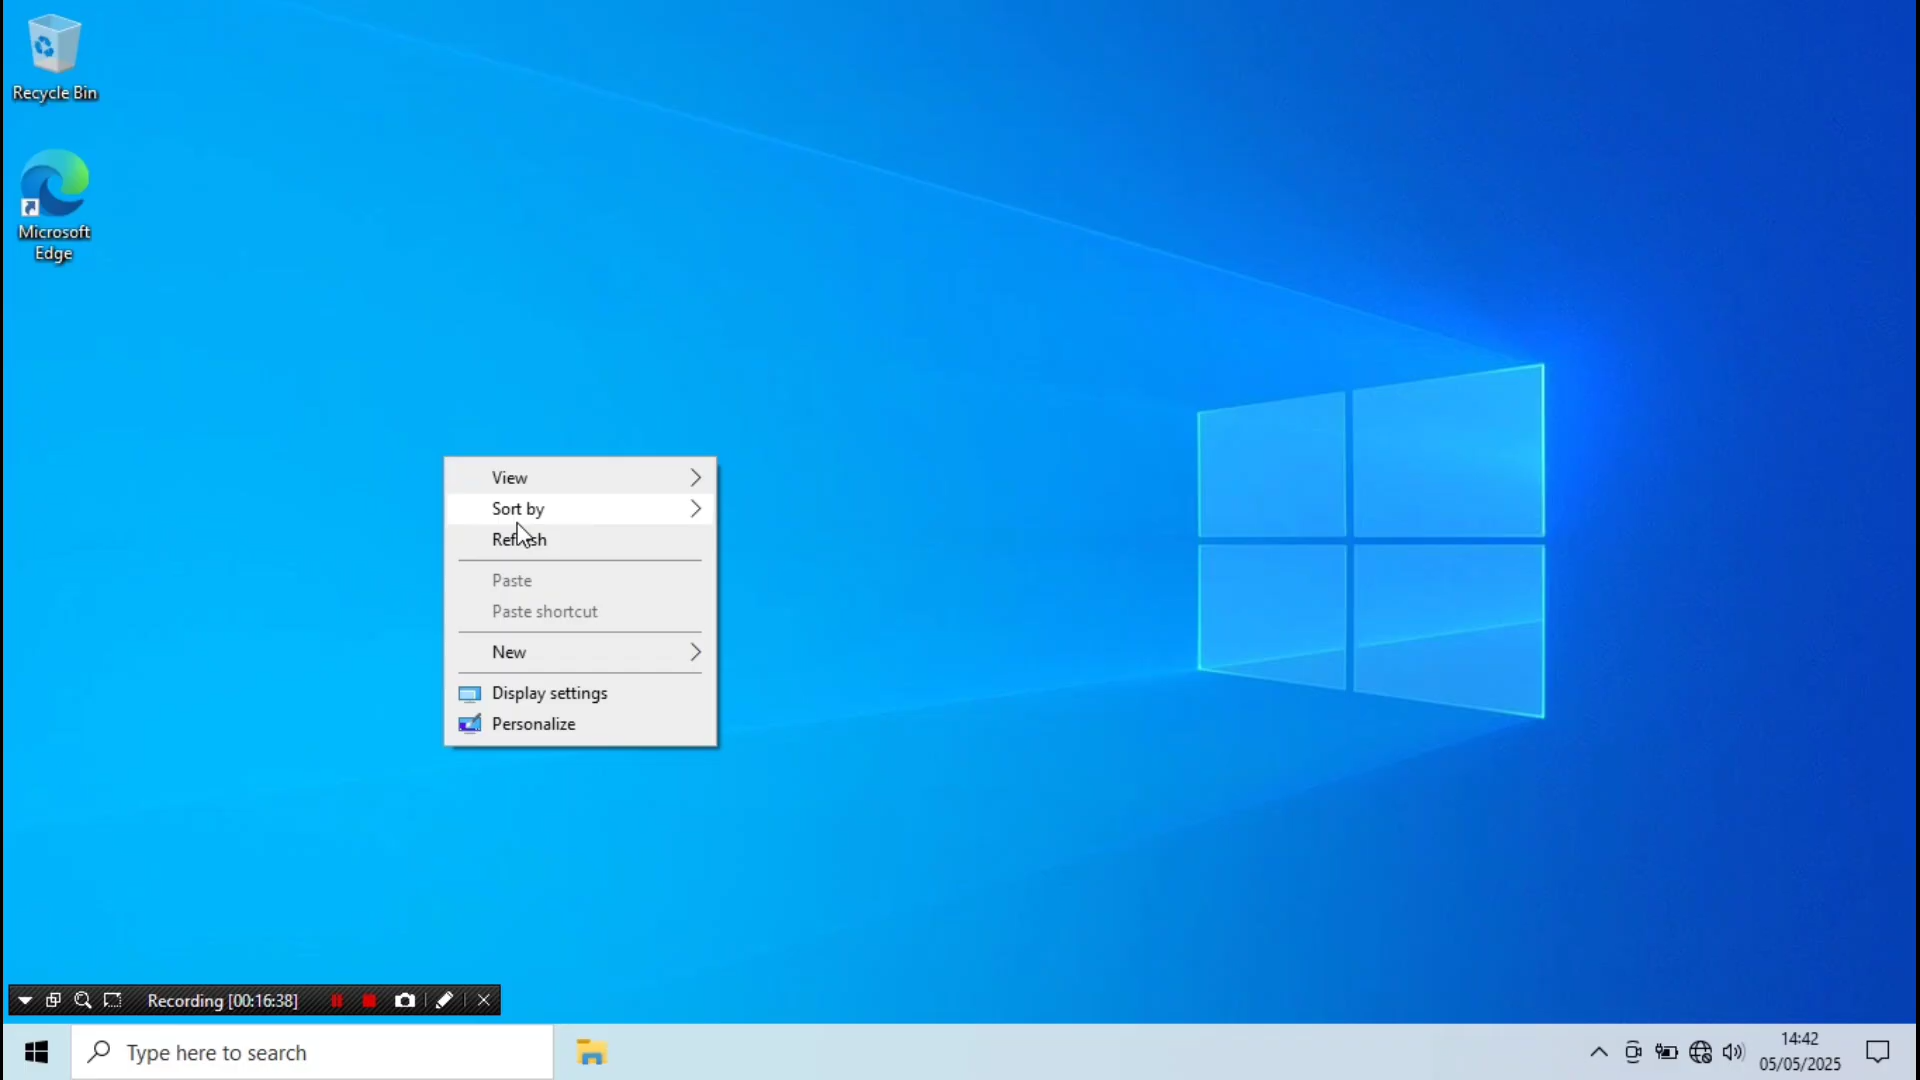 Recycle Bin
Microsoft
Edge
View
Sort by
Refresh
Paste
Paste shortcut
New
Display settings
Personalize
Recording [00:16:38]
Type here to search
14:42
05/05/2025